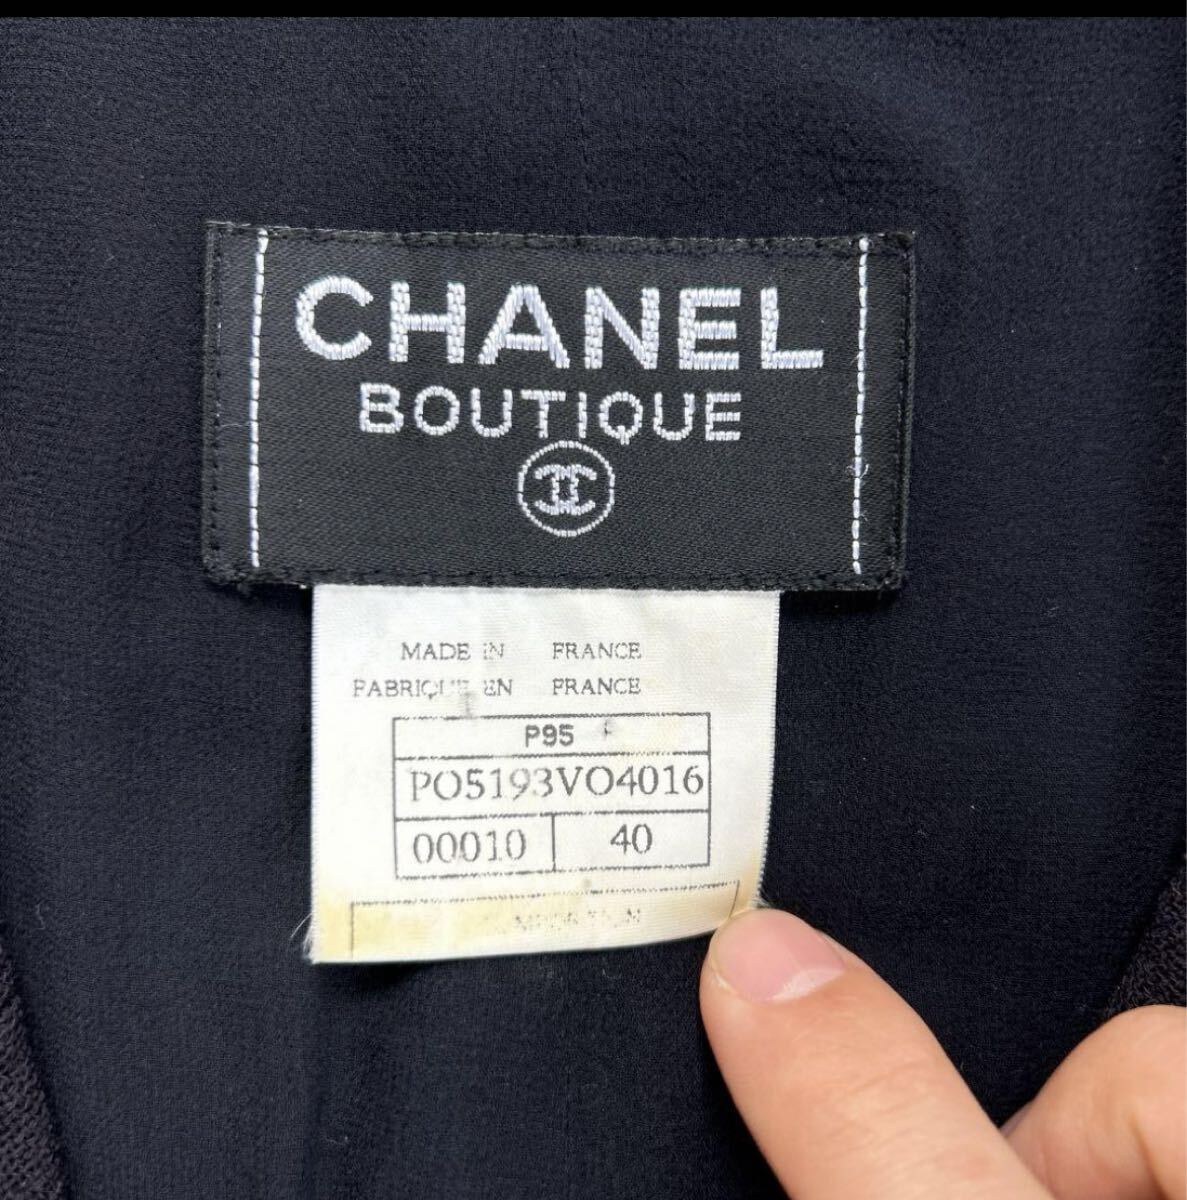 CHANEL
BOUTIQUE
MADE IN FRANCE
FABRIQUE EN FRANCE
P95
PO5193VO4016
00010 40